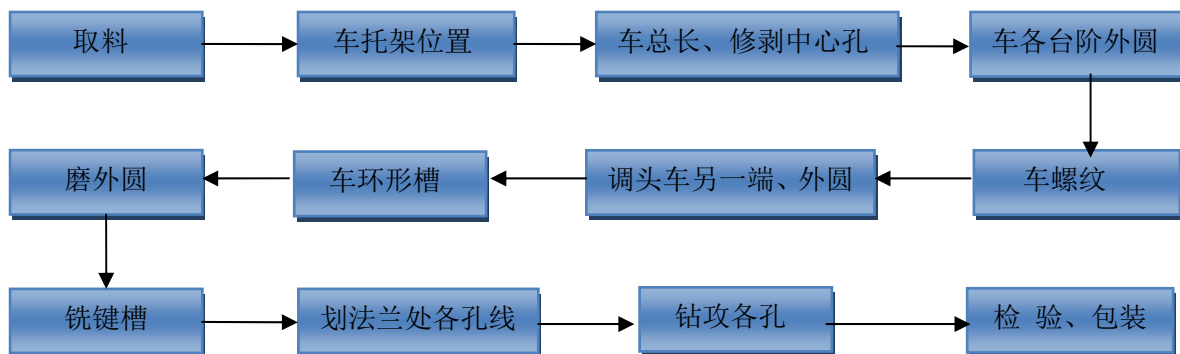 取料
车托架位置
车总长、修剥中心孔
车各台阶外圆
车螺纹
调头车另一端、外圆
车环形槽
磨外圆
铣键槽
划法兰处各孔线
钻攻各孔
检 验、包装